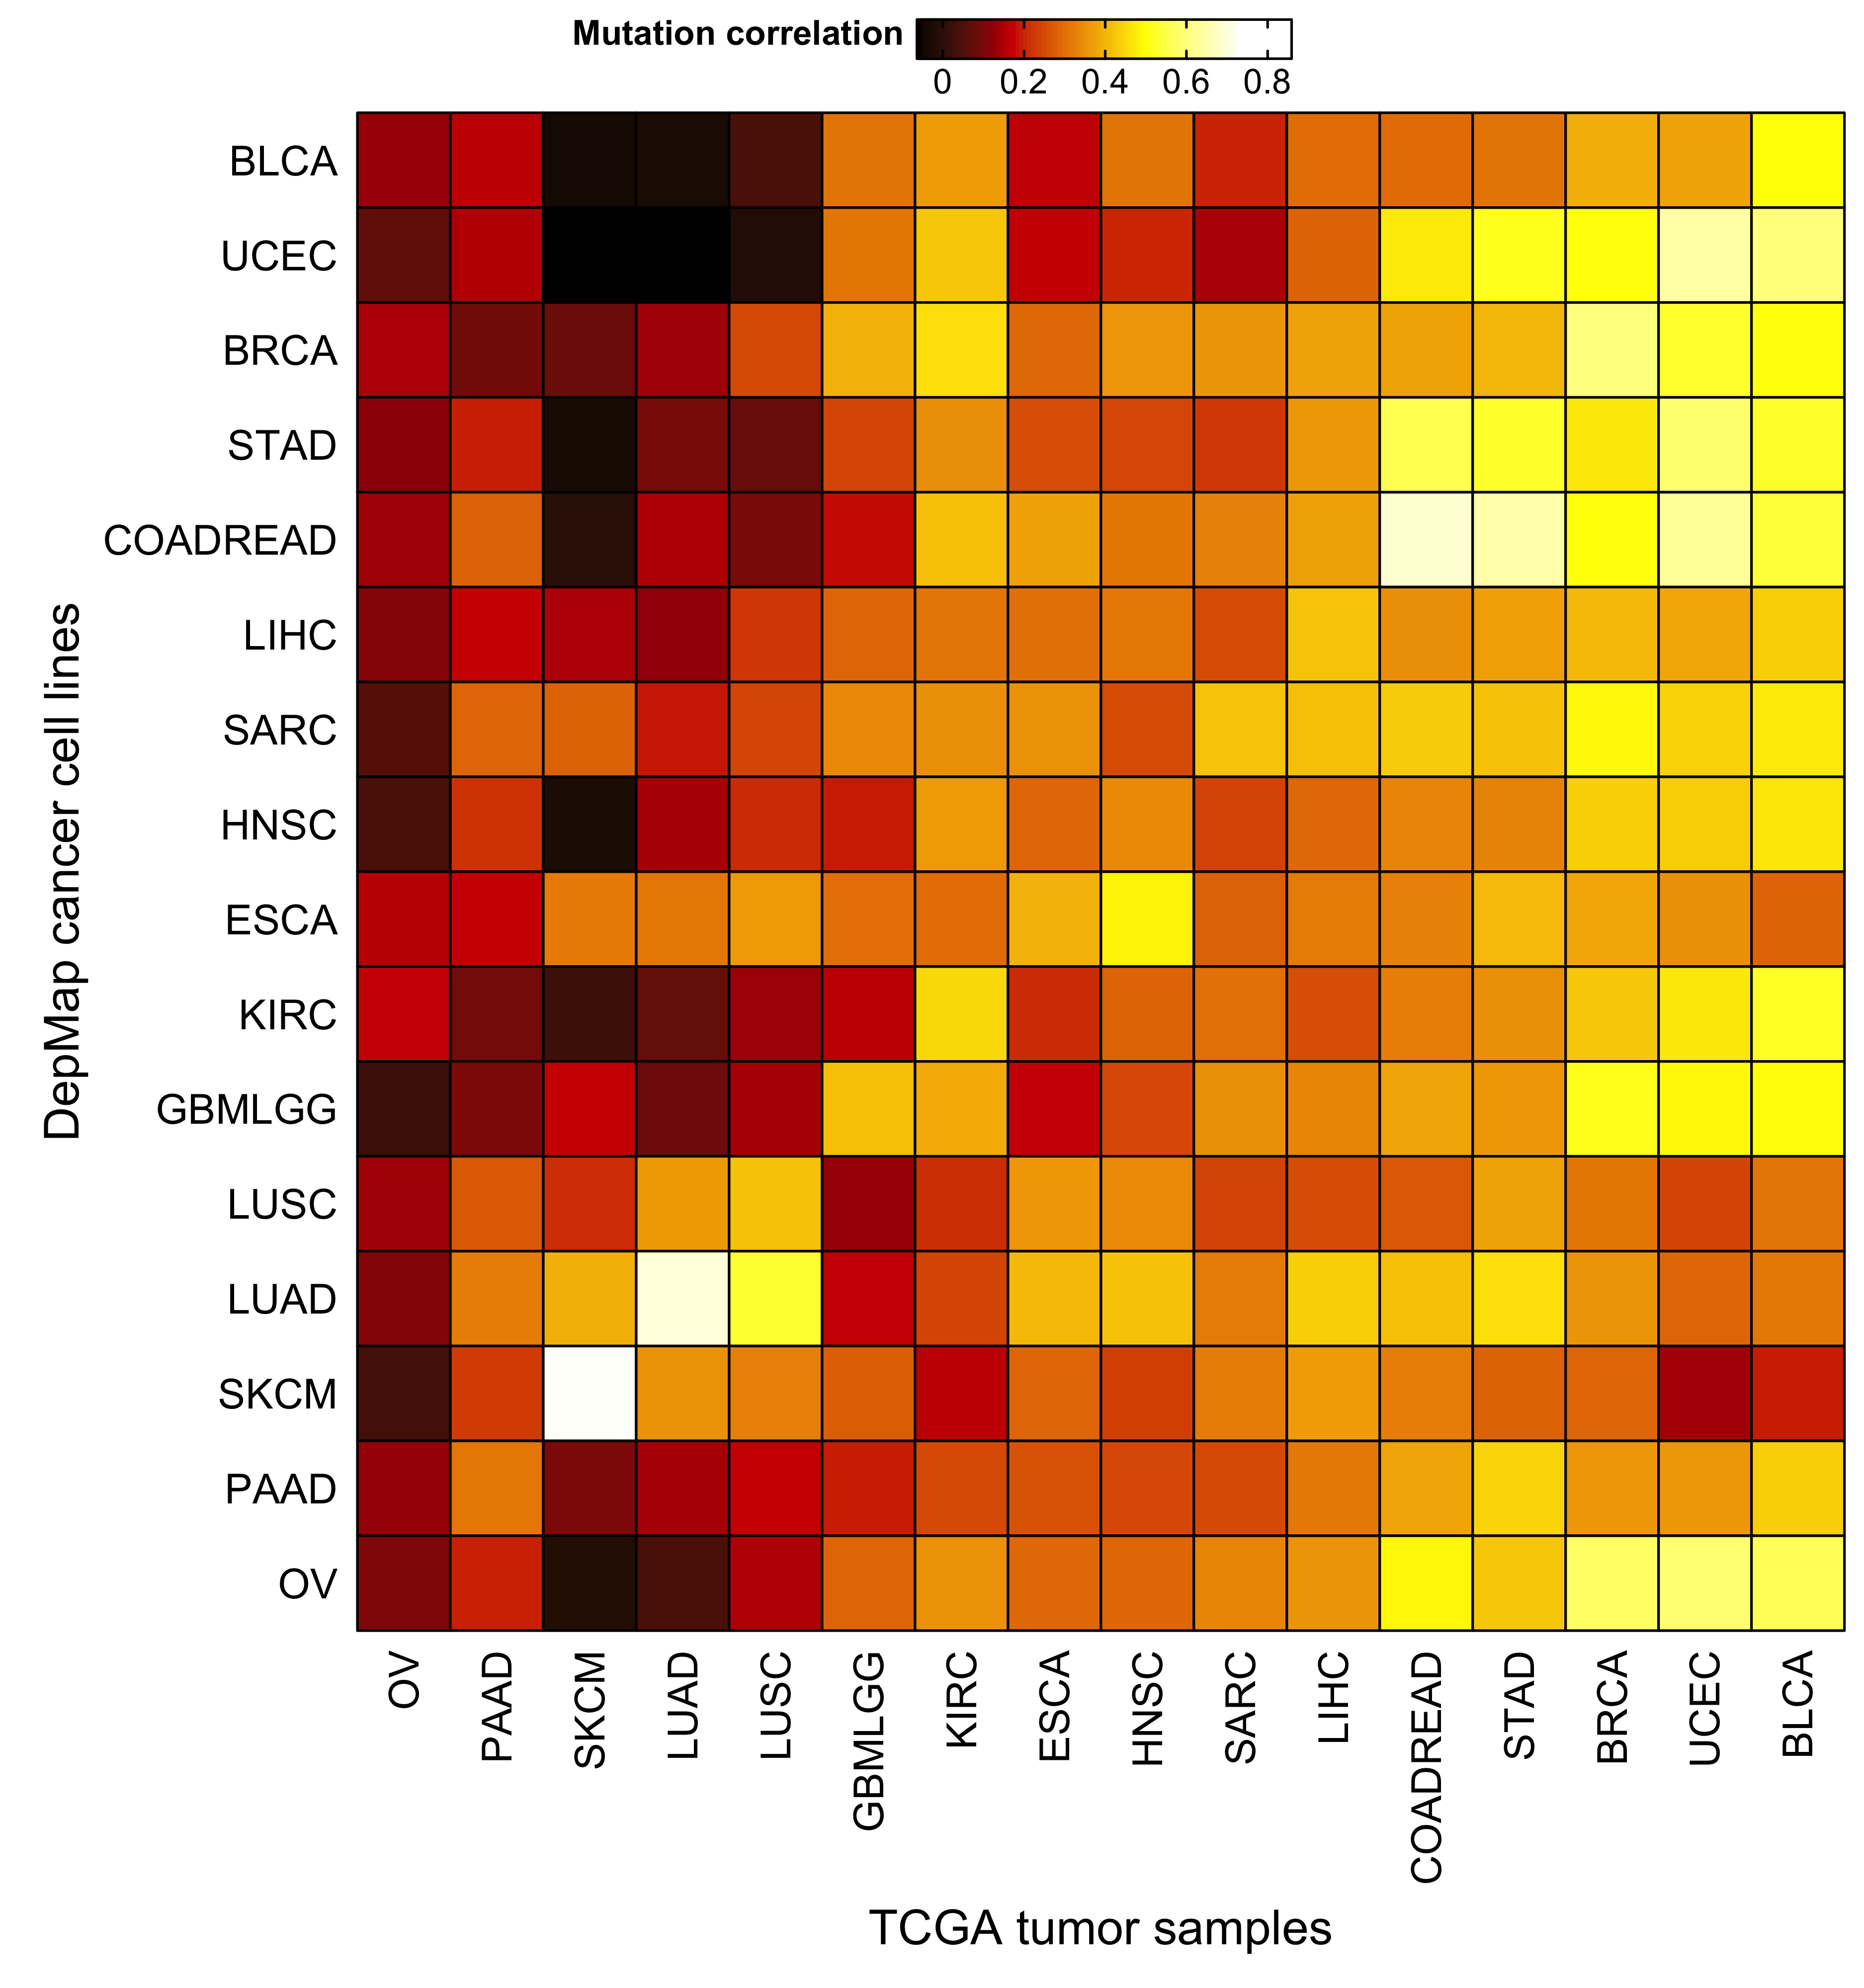 Mutation correlation
0 0.2 0.4 0.6 0.8
BLCA
UCEC
BRCA
STAD
COADREAD
LIHC
SARC
HNSC
ESCA
KIRC
GBMLGG
LUSC
LUAD
SKCM
PAAD
OV
DepMap cancer cell lines
OV PAAD SKCM LUAD LUSC GBMLGG KIRC ESCA HNSC SARC LIHC COADREAD STAD BRCA UCEC BLCA
TCGA tumor samples